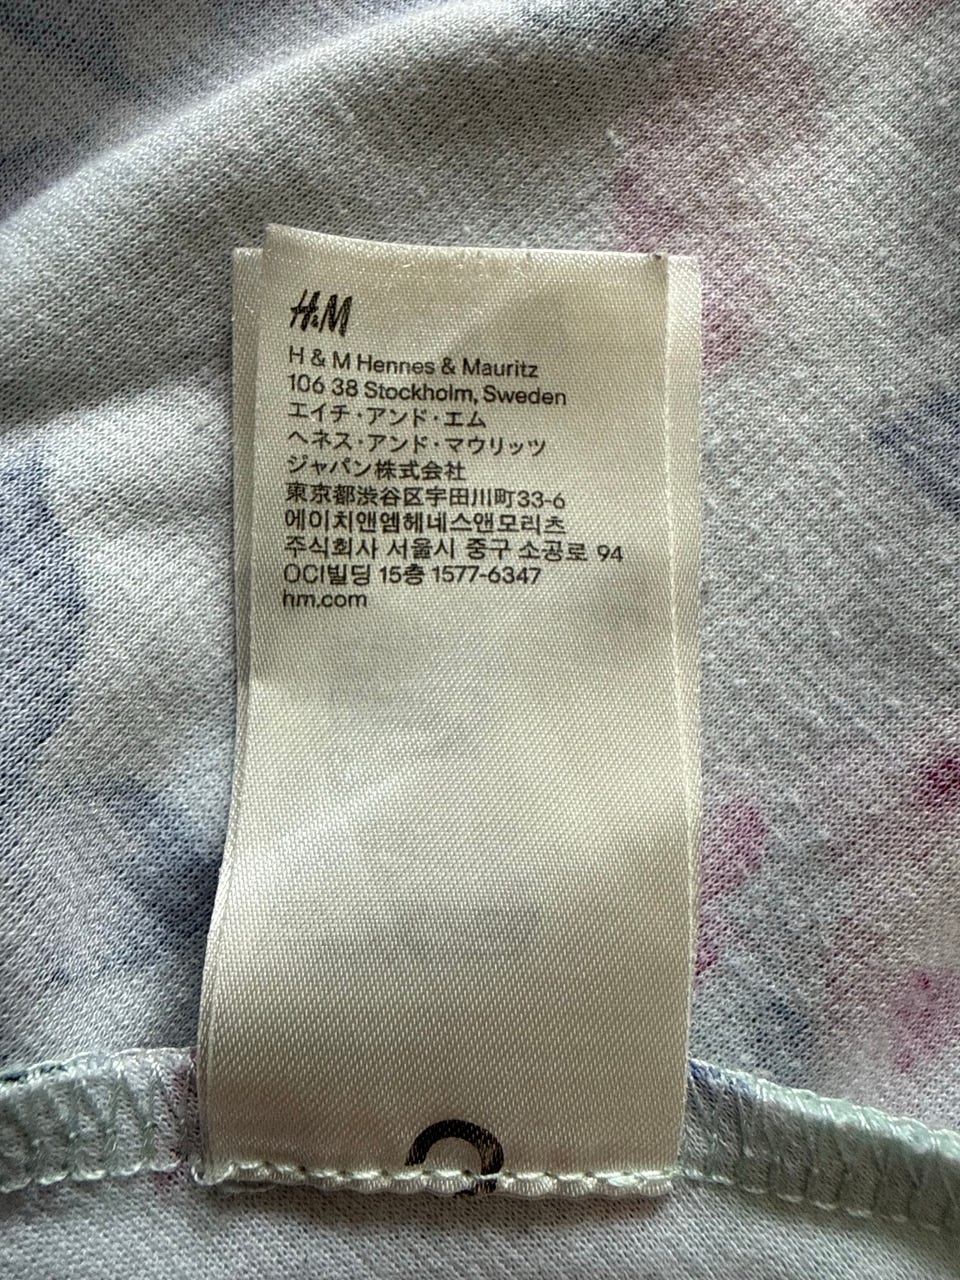 H&M
H & M Hennes & Mauritz
106 38 Stockholm, Sweden
エイチ・アンド・エム
ヘネス・アンド・マウリッツ
ジャパン株式会社
東京都渋谷区宇田川町33-6
에이치앤엠헤네스앤모리츠
주식회사 서울시 중구 소공로 94
OCI빌딩 15층 1577-6347
hm.com